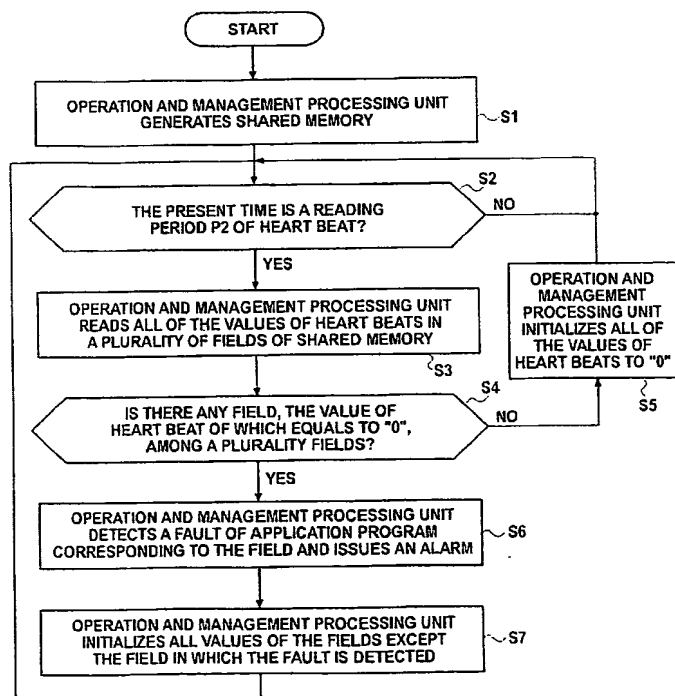 START
OPERATION AND MANAGEMENT PROCESSING UNIT
GENERATES SHARED MEMORY
S1
S2
THE PRESENT TIME IS A READING
PERIOD P2 OF HEART BEAT?
NO
YES
OPERATION AND MANAGEMENT PROCESSING UNIT
READS ALL OF THE VALUES OF HEART BEATS IN
A PLURALITY OF FIELDS OF SHARED MEMORY
S3
OPERATION AND
MANAGEMENT
PROCESSING UNIT
INITIALIZES ALL OF
THE VALUES OF
HEART BEATS TO "0"
S5
S4
IS THERE ANY FIELD, THE VALUE OF
HEART BEAT OF WHICH EQUALS TO "0",
AMONG A PLURALITY FIELDS?
NO
YES
OPERATION AND MANAGEMENT PROCESSING UNIT
DETECTS A FAULT OF APPLICATION PROGRAM
CORRESPONDING TO THE FIELD AND ISSUES AN ALARM
S6
OPERATION AND MANAGEMENT PROCESSING UNIT
INITIALIZES ALL VALUES OF THE FIELDS EXCEPT
THE FIELD IN WHICH THE FAULT IS DETECTED
S7